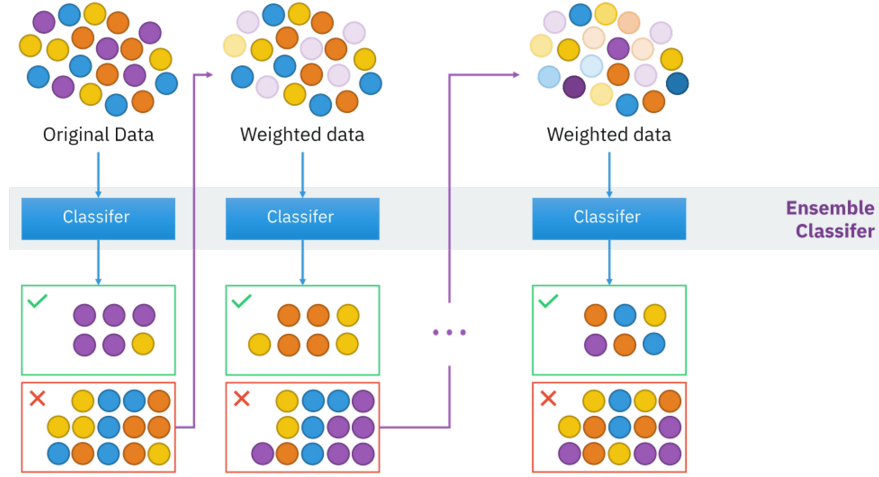 Original Data
Weighted data
Weighted data
Classifer
Classifer
Classifer
Ensemble
Classifer